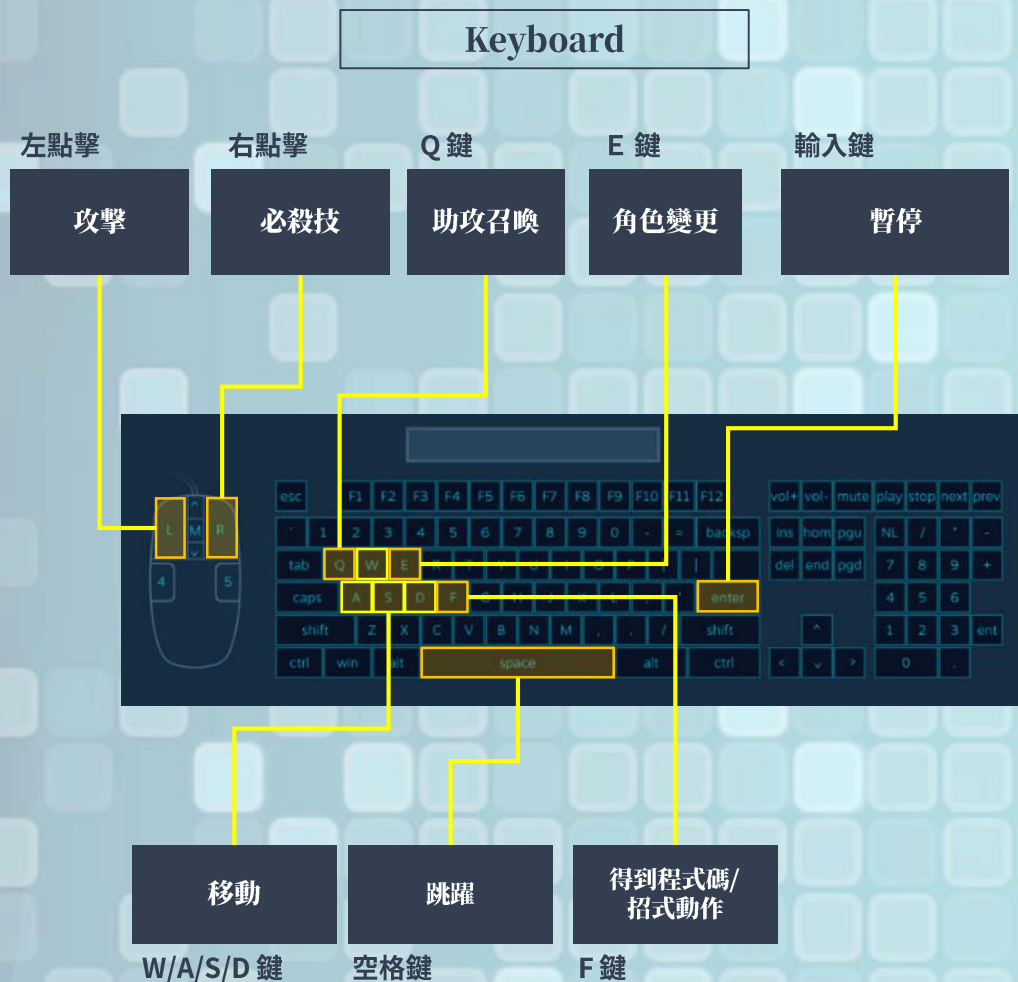 Keyboard
左點擊
右點擊
Q 鍵
E 鍵
輸入鍵
攻擊
必殺技
助攻召喚
角色變更
暫停
esc F1 F2 F3 F4 F5 F6 F7 F8 F9 F10 F11 F12 vol+ vol- mute play stop next prev
L M R
` 1 2 3 4 5 6 7 8 9 0 - = backsp ins hom pgu NL / * -
tab Q W E [ ] del end pgd 7 8 9 +
4 5
caps A S D F enter 4 5 6
shift Z X C V B N M , . / shift ^ 1 2 3 ent
ctrl win alt space alt ctrl < v > 0 .
移動
跳躍
得到程式碼/
招式動作
W/A/S/D 鍵
空格鍵
F 鍵